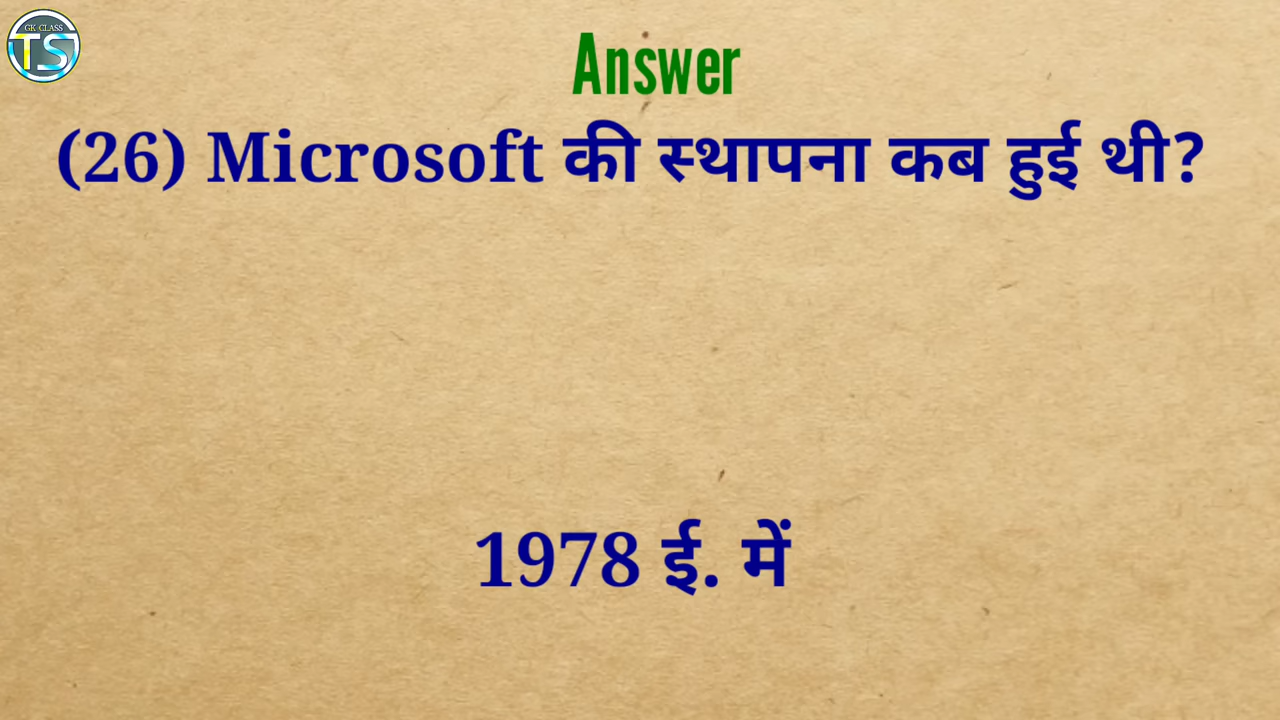 GK CLASS
TS
Answer
(26) Microsoft की स्थापना कब हुई थी?
1978 ई. में